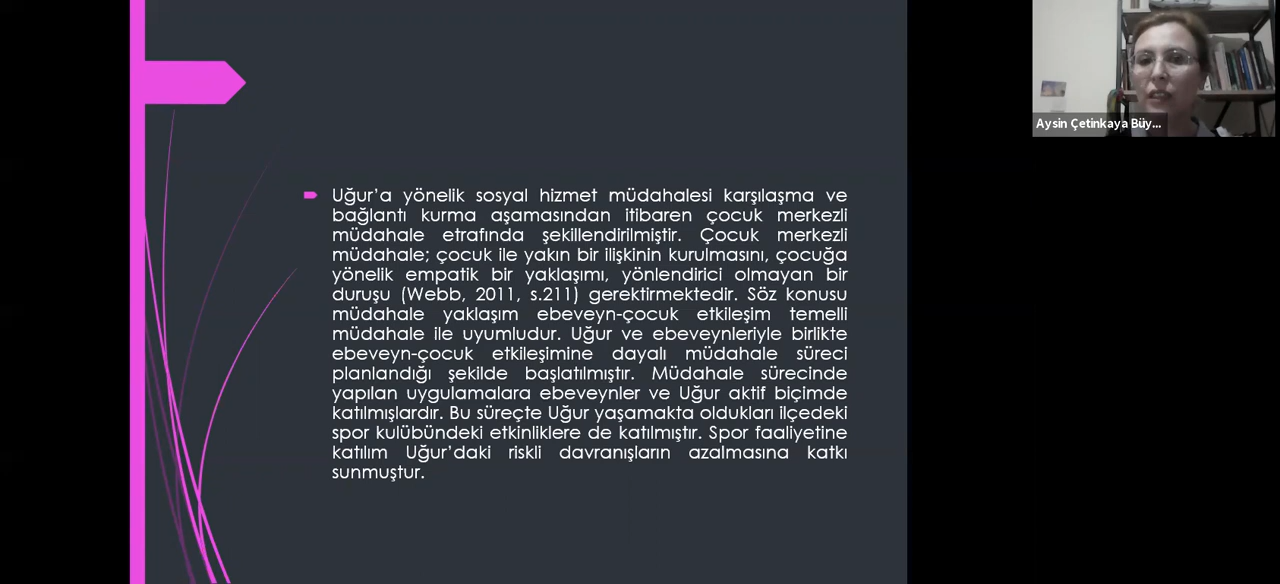 Uğur’a yönelik sosyal hizmet müdahalesi karşılaşma ve
bağlantı kurma aşamasından itibaren çocuk merkezli
müdahale etrafında şekillendirilmiştir. Çocuk merkezli
müdahale; çocuk ile yakın bir ilişkinin kurulmasını, çocuğa
yönelik empatik bir yaklaşımı, yönlendirici olmayan bir
duruşu (Webb, 2011, s.211) gerektirmektedir. Söz konusu
müdahale yaklaşım ebeveyn-çocuk etkileşim temelli
müdahale ile uyumludur. Uğur ve ebeveynleriyle birlikte
ebeveyn-çocuk etkileşimine dayalı müdahale süreci
planlandığı şekilde başlatılmıştır. Müdahale sürecinde
yapılan uygulamalara ebeveynler ve Uğur aktif biçimde
katılmışlardır. Bu süreçte Uğur yaşamakta oldukları ilçedeki
spor kulübündeki etkinliklere de katılmıştır. Spor faaliyetine
katılım Uğur’daki riskli davranışların azalmasına katkı
sunmuştur.
Aysin Çetinkaya Büy...